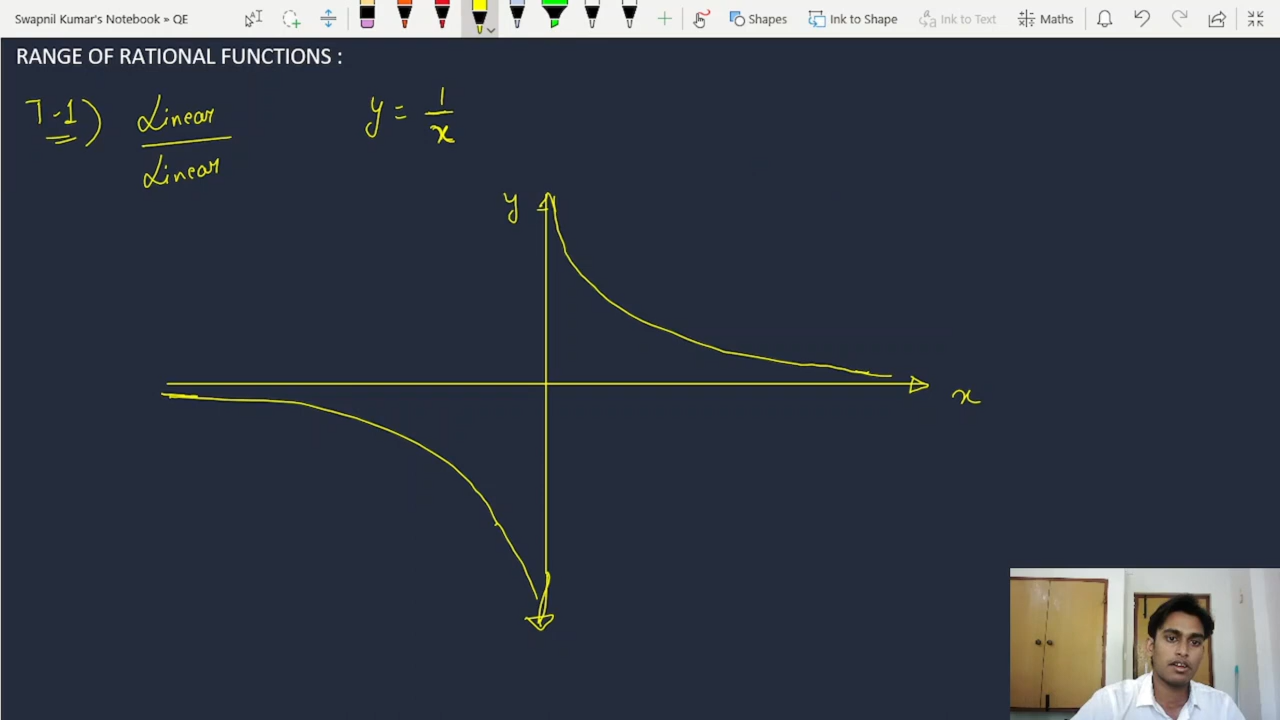 Swapnil Kumar's Notebook » QE
Shapes
Ink to Shape
Ink to Text
Maths
RANGE OF RATIONAL FUNCTIONS :
T-1) Linear
Linear
y = 1/x
y
x